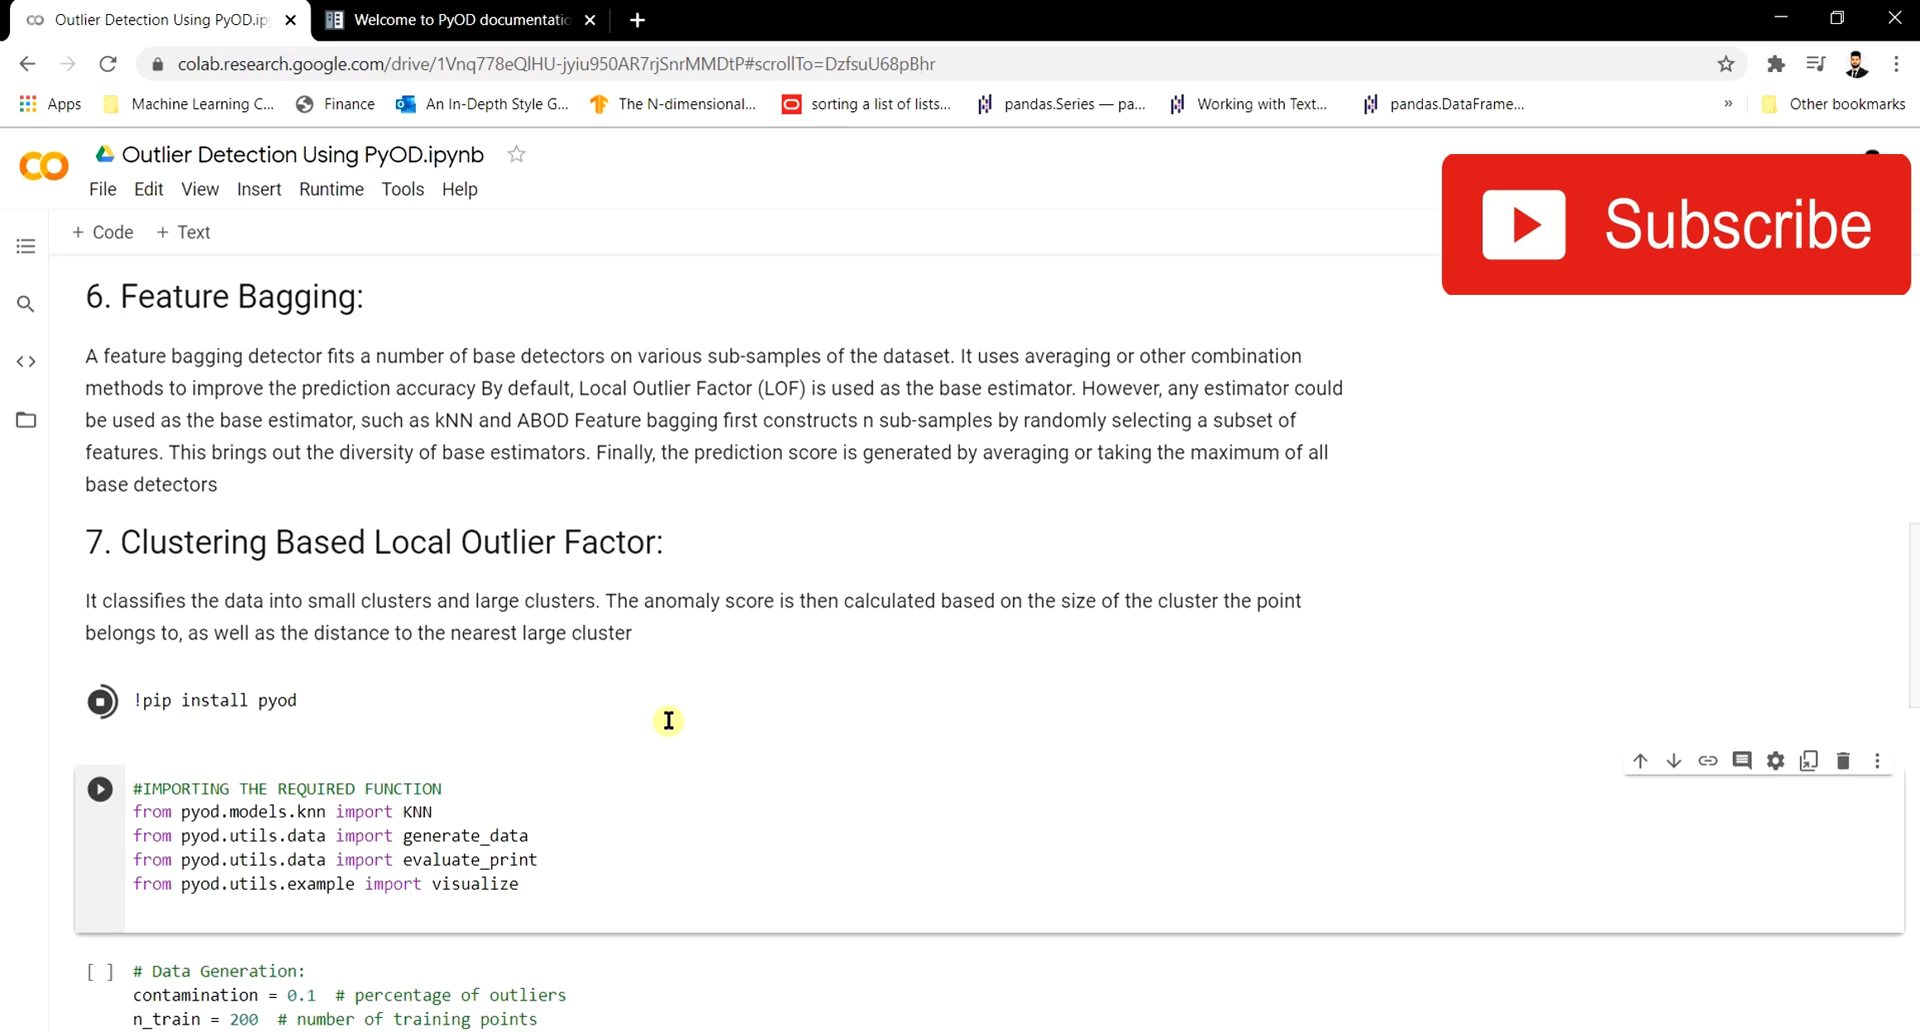 Outlier Detection Using PyOD.ip
Welcome to PyOD documentatio
colab.research.google.com/drive/1Vnq778eQlHU-jyiu950AR7rjSnrMMDtP#scrollTo=DzfsuU68pBhr
Apps Machine Learning C... Finance An In-Depth Style G... The N-dimensional... sorting a list of lists... pandas.Series — pa... Working with Text... pandas.DataFrame... » Other bookmarks
CO Outlier Detection Using PyOD.ipynb
File Edit View Insert Runtime Tools Help
Subscribe
+ Code + Text
6. Feature Bagging:
A feature bagging detector fits a number of base detectors on various sub-samples of the dataset. It uses averaging or other combination
methods to improve the prediction accuracy By default, Local Outlier Factor (LOF) is used as the base estimator. However, any estimator could
be used as the base estimator, such as kNN and ABOD Feature bagging first constructs n sub-samples by randomly selecting a subset of
features. This brings out the diversity of base estimators. Finally, the prediction score is generated by averaging or taking the maximum of all
base detectors
7. Clustering Based Local Outlier Factor:
It classifies the data into small clusters and large clusters. The anomaly score is then calculated based on the size of the cluster the point
belongs to, as well as the distance to the nearest large cluster
!pip install pyod
#IMPORTING THE REQUIRED FUNCTION
from pyod.models.knn import KNN
from pyod.utils.data import generate_data
from pyod.utils.data import evaluate_print
from pyod.utils.example import visualize
[ ] # Data Generation:
contamination = 0.1 # percentage of outliers
n_train = 200 # number of training points